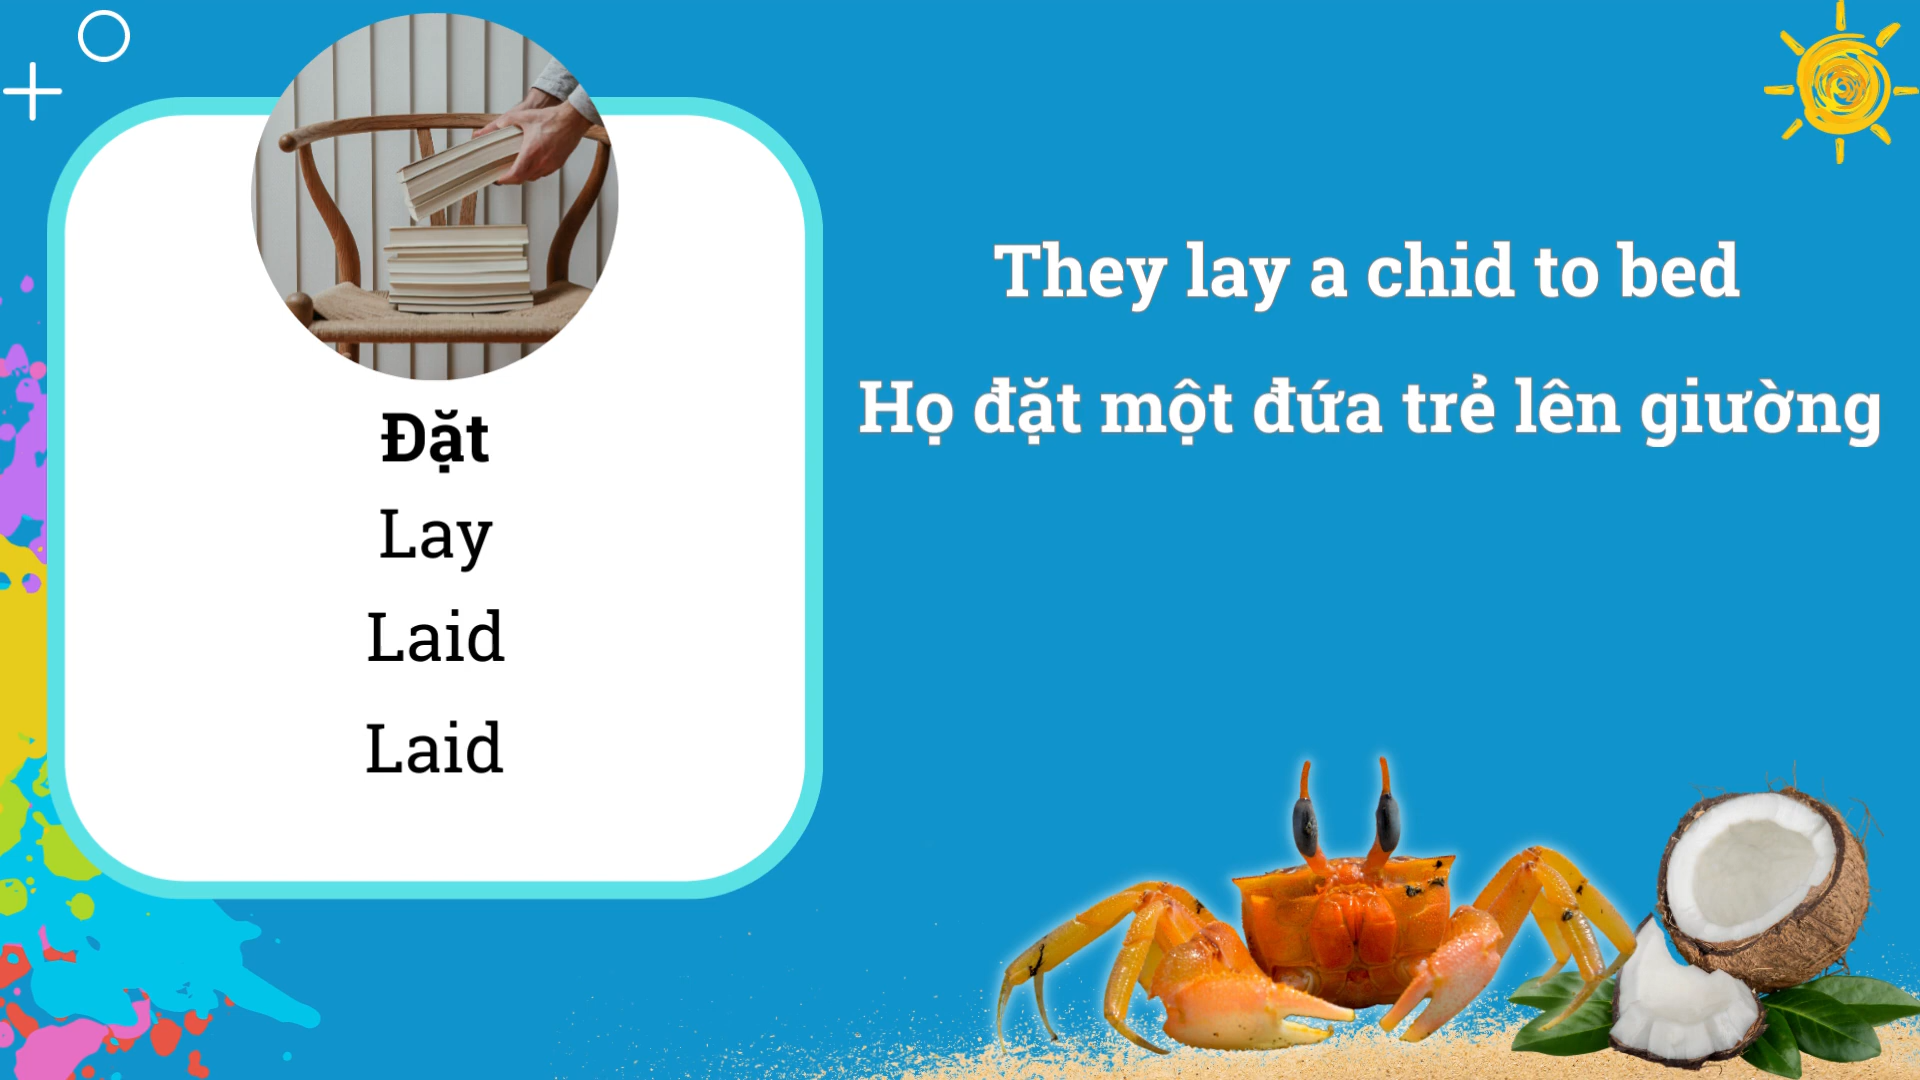 Đặt
Lay
Laid
Laid
They lay a chid to bed
Họ đặt một đứa trẻ lên giường